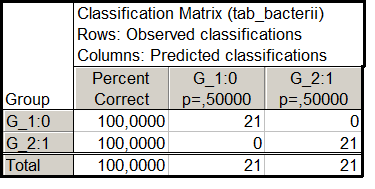 Classification Matrix (tab_bacterii)
Rows: Observed classifications
Columns: Predicted classifications
Group Percent Correct G_1:0 p=,50000 G_2:1 p=,50000
G_1:0 100,0000 21 0
G_2:1 100,0000 0 21
Total 100,0000 21 21